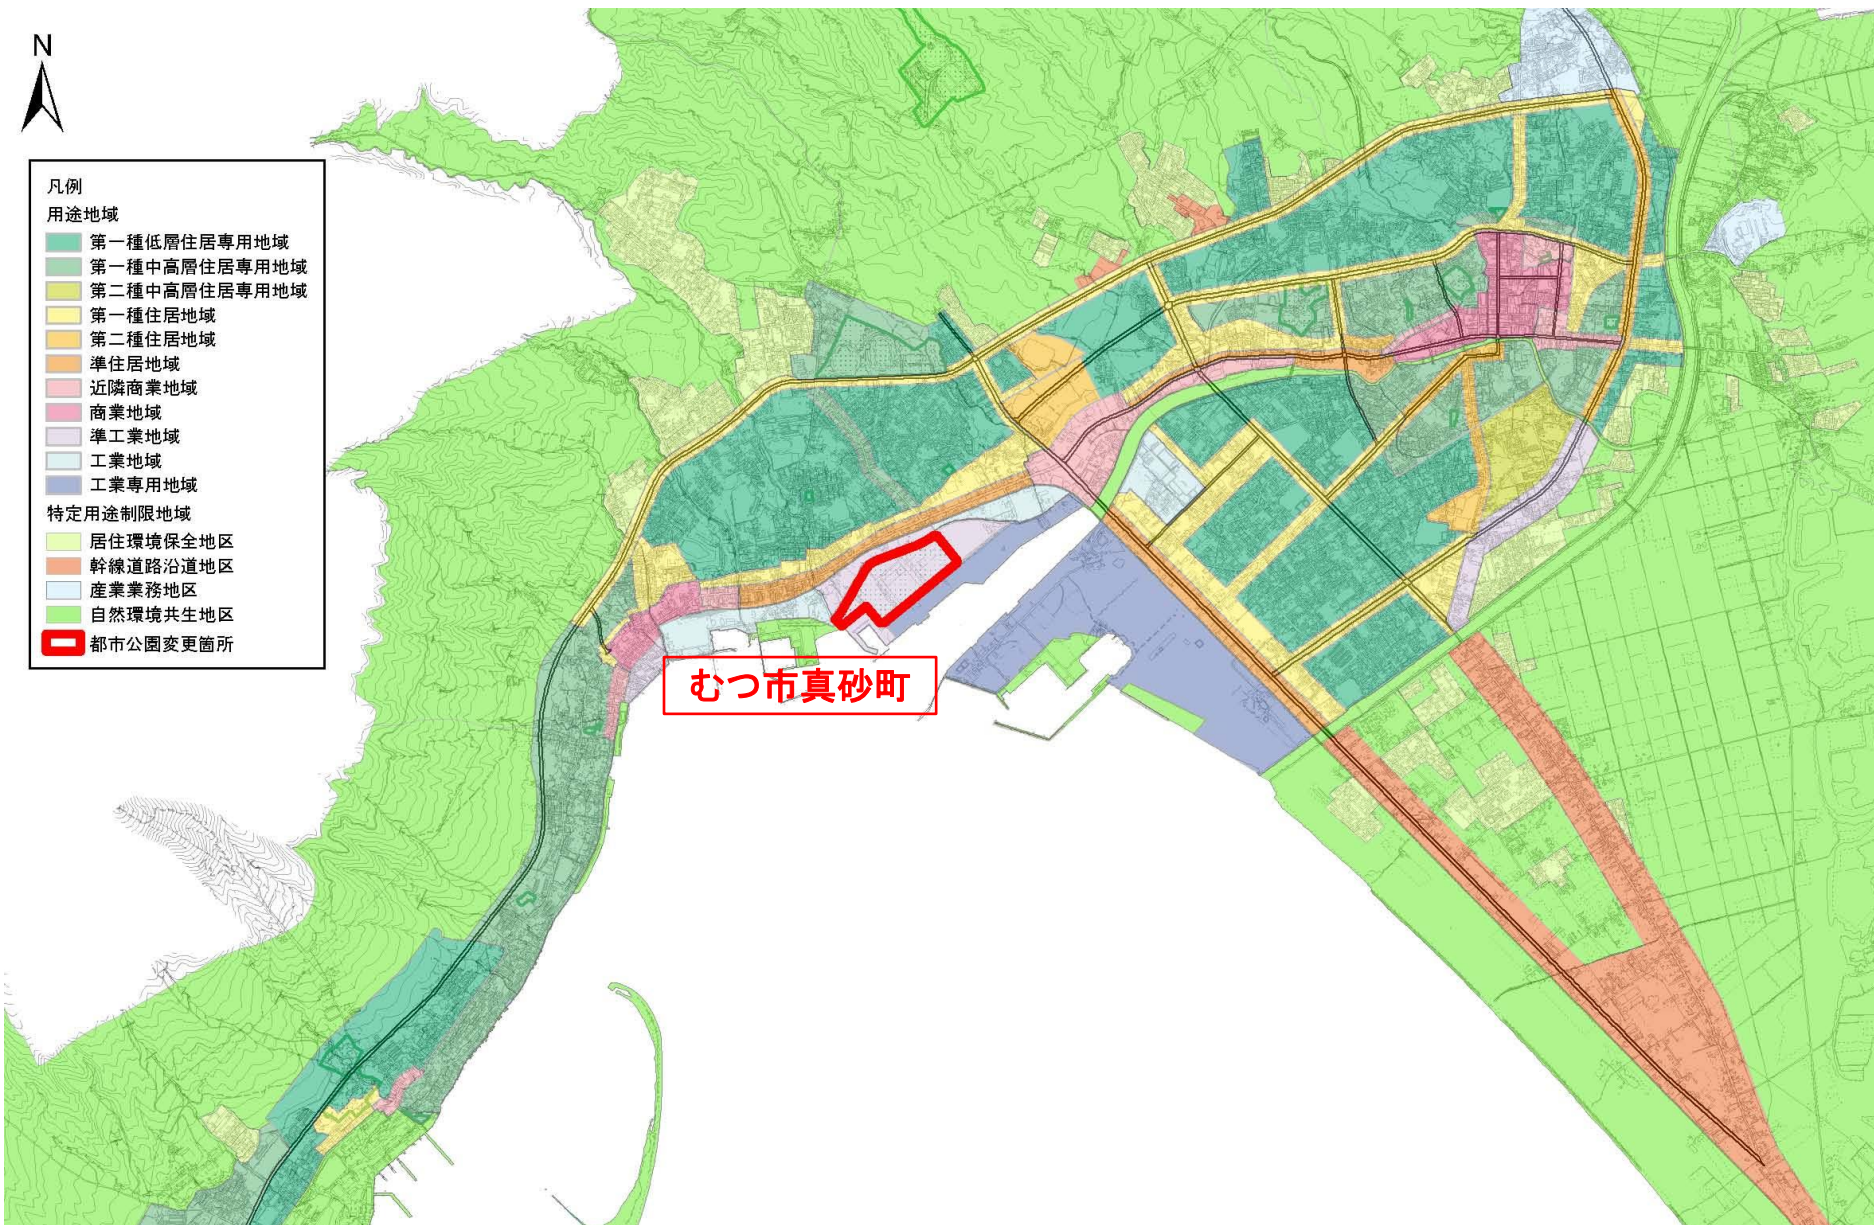 N
凡例
用途地域
第一種低層住居専用地域
第一種中高層住居専用地域
第二種中高層住居専用地域
第一種住居地域
第二種住居地域
準住居地域
近隣商業地域
商業地域
準工業地域
工業地域
工業専用地域
特定用途制限地域
居住環境保全地区
幹線道路沿道地区
産業業務地区
自然環境共生地区
都市公園変更箇所
むつ市真砂町